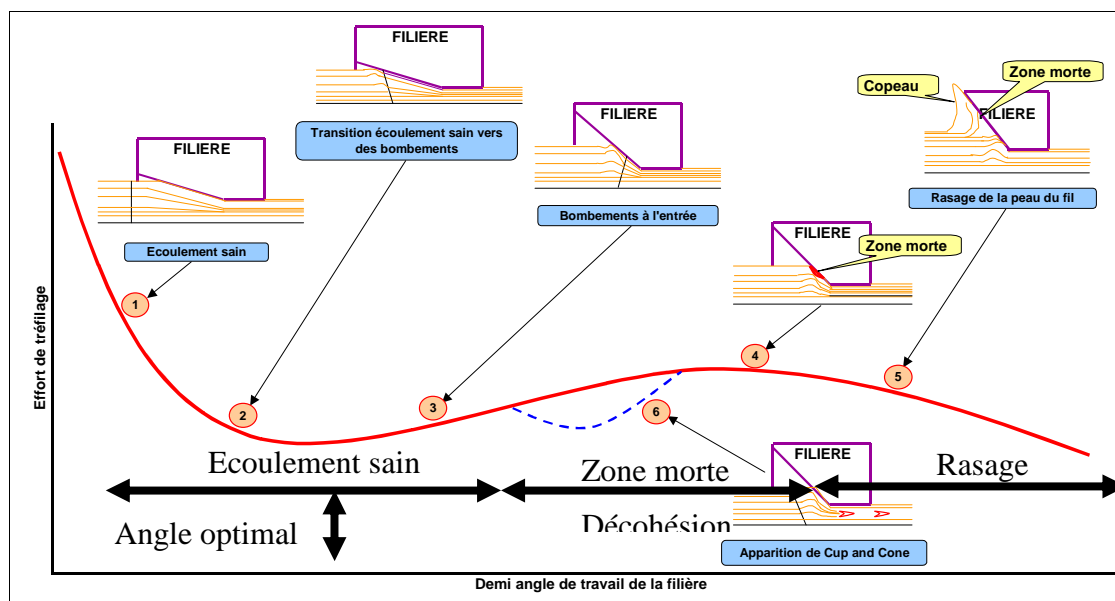 FILIERE
Transition écoulement sain vers
des bombements
FILIERE
Ecoulement sain
FILIERE
Bombements à l'entrée
Copeau
Zone morte
FILIERE
Rasage de la peau du fil
FILIERE
Zone morte
1
2
3
4
5
6
Effort de tréfilage
Ecoulement sain
Zone morte
Rasage
Angle optimal
Décohésion
FILIERE
Apparition de Cup and Cone
Demi angle de travail de la filière